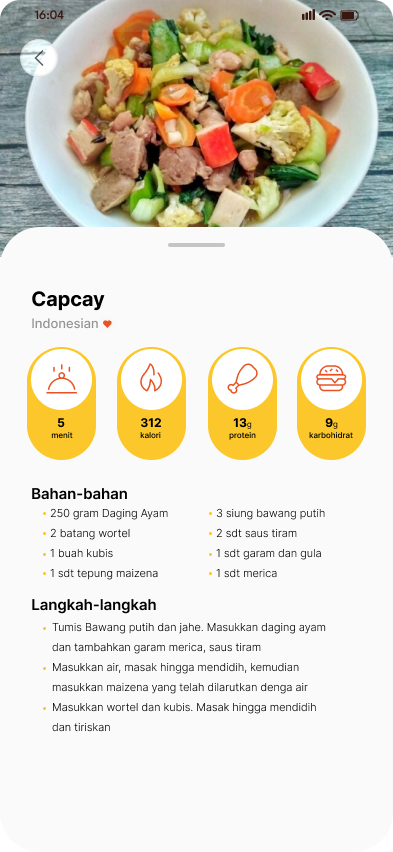 16:04
Capcay
Indonesian
5
menit
312
kalori
13g
protein
9g
karbohidrat
Bahan-bahan
250 gram Daging Ayam
2 batang wortel
1 buah kubis
1 sdt tepung maizena
3 siung bawang putih
2 sdt saus tiram
1 sdt garam dan gula
1 sdt merica
Langkah-langkah
Tumis Bawang putih dan jahe. Masukkan daging ayam
dan tambahkan garam merica, saus tiram
Masukkan air, masak hingga mendidih, kemudian
masukkan maizena yang telah dilarutkan denga air
Masukkan wortel dan kubis. Masak hingga mendidih
dan tiriskan